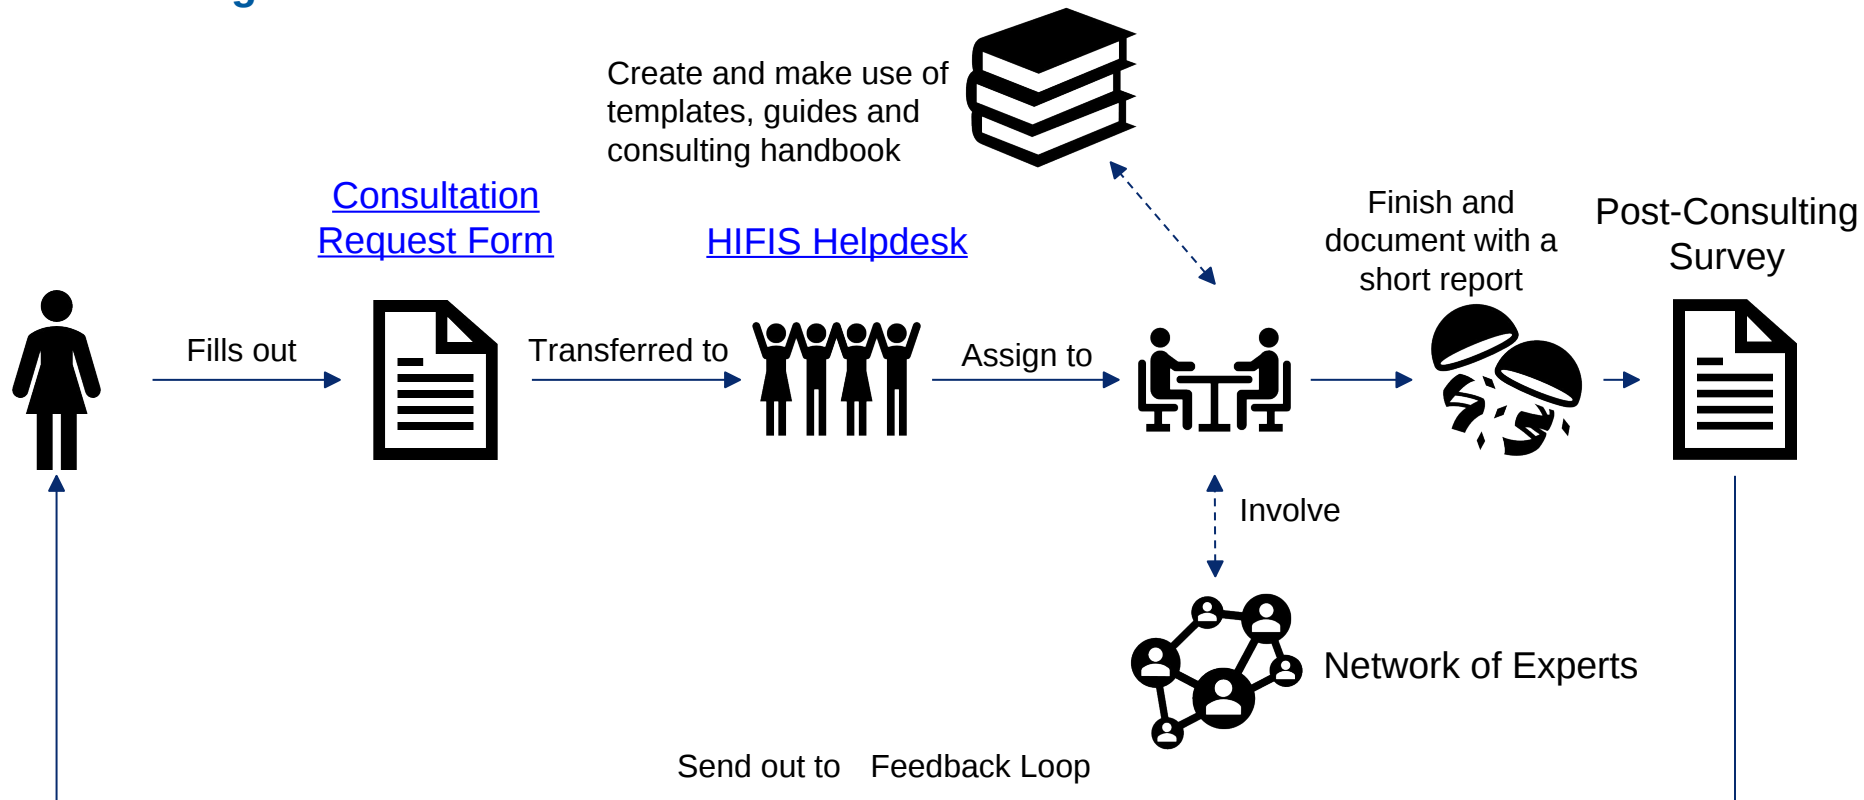 Create and make use of
templates, guides and
consulting handbook
Consultation
Request Form
HIFIS Helpdesk
Finish and
document with a
short report
Post-Consulting
Survey
Fills out
Transferred to
Assign to
Involve
Network of Experts
Send out to
Feedback Loop